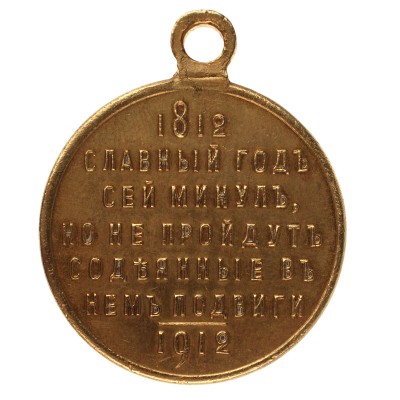 1812
СЛАВНЫЙ ГОДЪ
СЕЙ МИНУЛЪ,
НО НЕ ПРОЙДУТЪ
СОДѢЯННЫЕ ВЪ
НЕМЪ ПОДВИГИ
1912